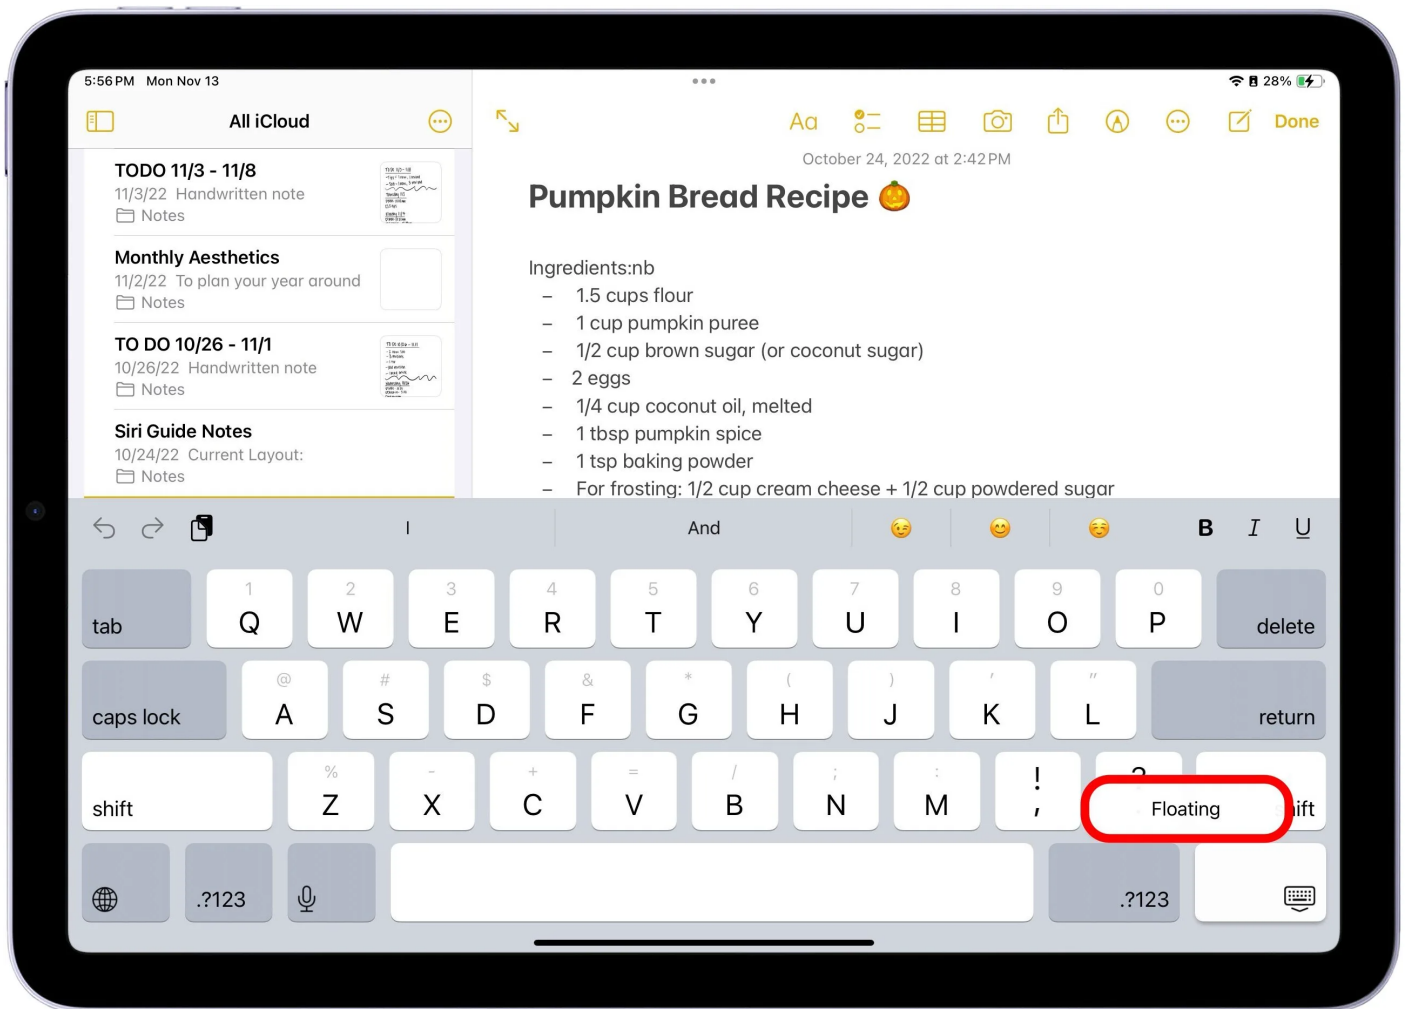 5:56 PM Mon Nov 13
28%
All iCloud
Aa
Done
TODO 11/3 - 11/8
11/3/22 Handwritten note
Notes
Monthly Aesthetics
11/2/22 To plan your year around
Notes
TO DO 10/26 - 11/1
10/26/22 Handwritten note
Notes
Siri Guide Notes
10/24/22 Current Layout:
Notes
October 24, 2022 at 2:42 PM
Pumpkin Bread Recipe 🎃
Ingredients:nb
– 1.5 cups flour
– 1 cup pumpkin puree
– 1/2 cup brown sugar (or coconut sugar)
– 2 eggs
– 1/4 cup coconut oil, melted
– 1 tbsp pumpkin spice
– 1 tsp baking powder
– For frosting: 1/2 cup cream cheese + 1/2 cup powdered sugar
I And 😉 😊 ☺️ B I U
1 2 3 4 5 6 7 8 9 0
tab Q W E R T Y U I O P delete
@ # $ & * ( ) ' "
caps lock A S D F G H J K L return
% - + = / ; : ! ?
shift Z X C V B N M , Floating ift
.?123 .?123